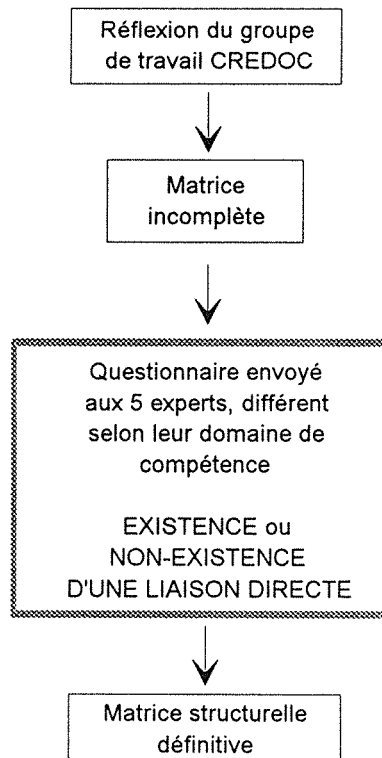 Réflexion du groupe
de travail CREDOC
Matrice
incomplète
Questionnaire envoyé
aux 5 experts, différent
selon leur domaine de
compétence
EXISTENCE ou
NON-EXISTENCE
D'UNE LIAISON DIRECTE
Matrice structurelle
définitive